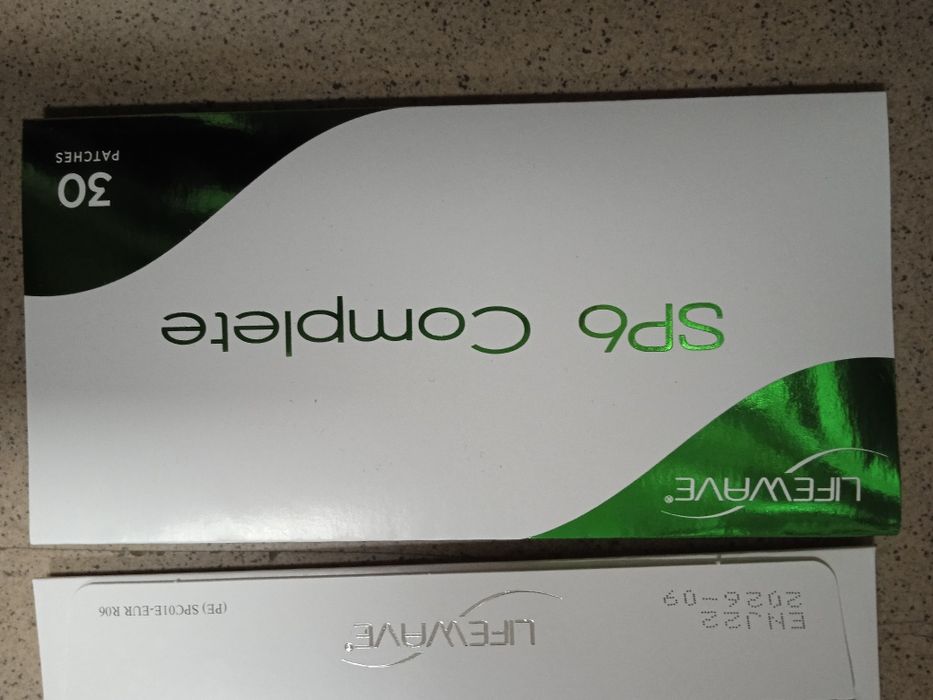 LIFEWAVE®
SP6 Complete
30
PATCHES
ENJ22
2026-09
LIFEWAVE®
(PE) SPC01E-EUR R06